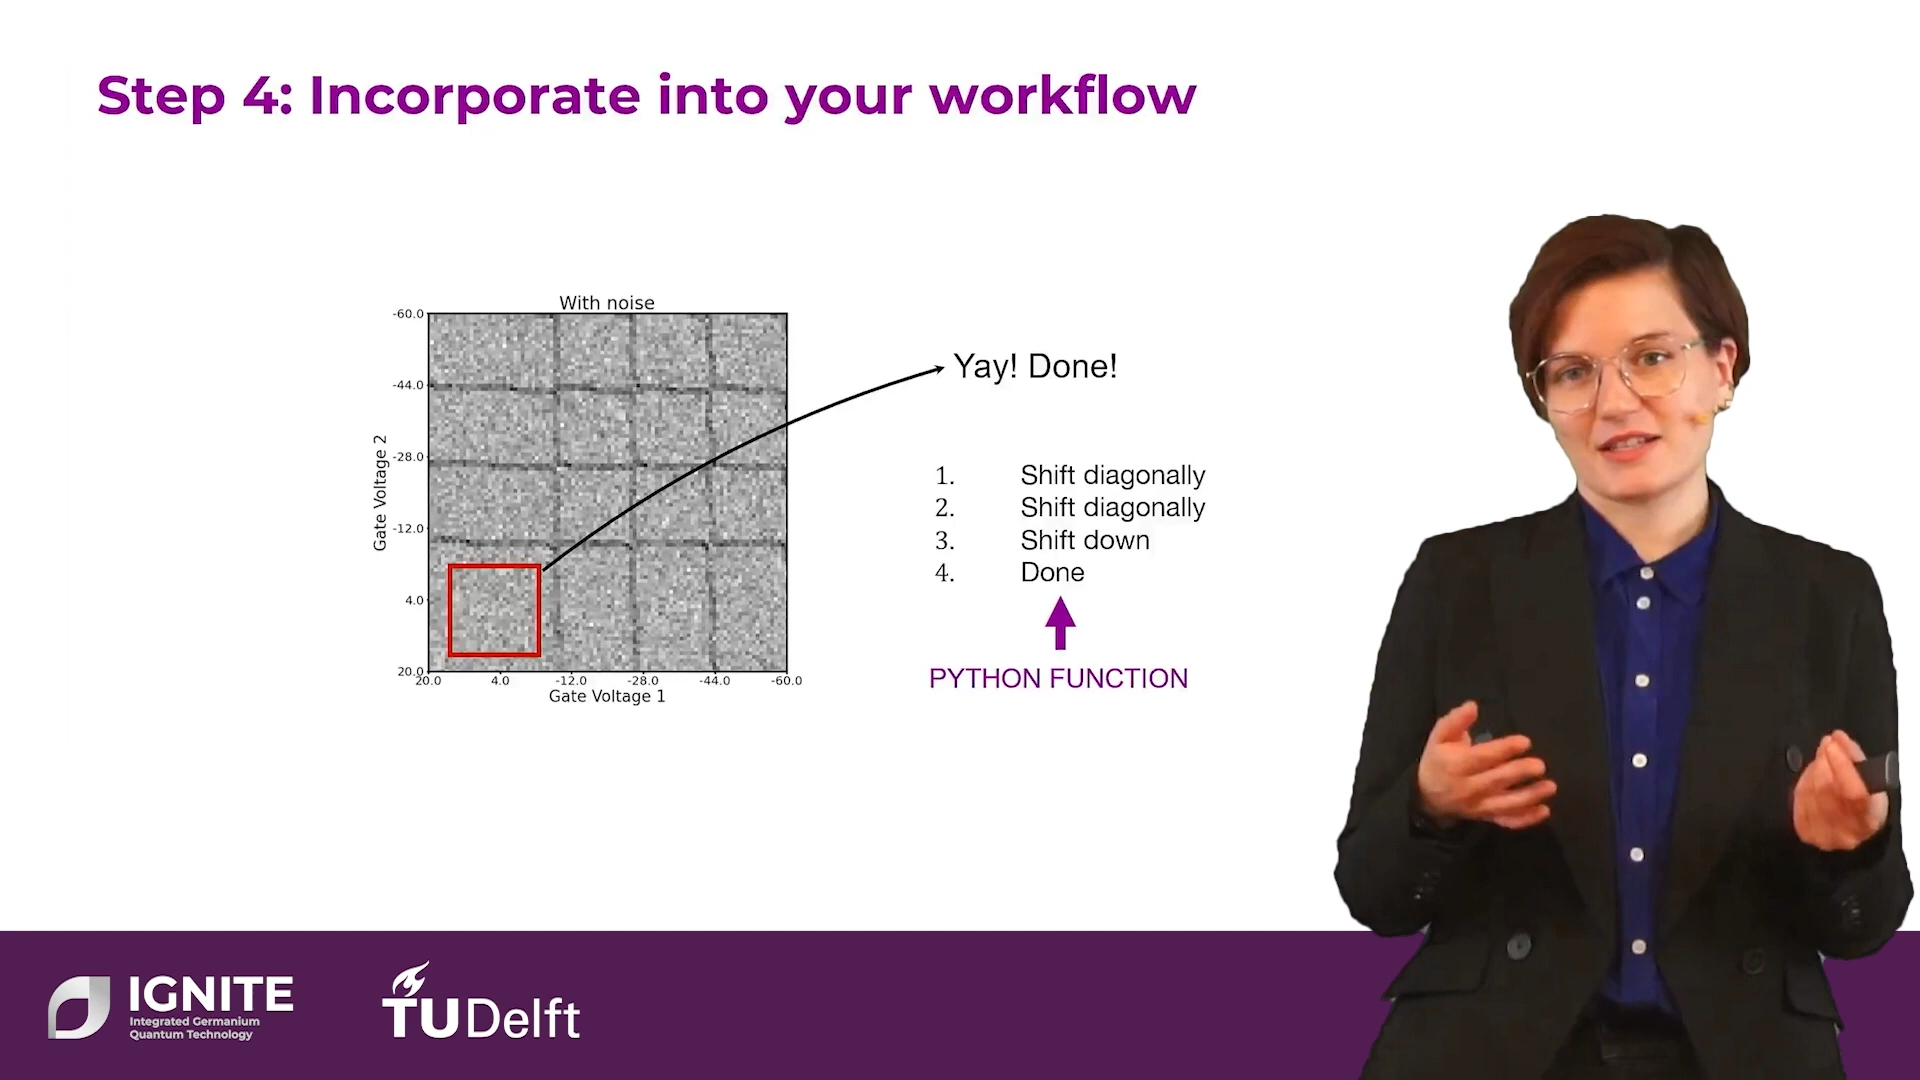 Step 4: Incorporate into your workflow
With noise
-60.0
-44.0
-28.0
-12.0
4.0
20.0
Gate Voltage 2
20.0 4.0 -12.0 -28.0 -44.0 -60.0
Gate Voltage 1
Yay! Done!
1. Shift diagonally
2. Shift diagonally
3. Shift down
4. Done
PYTHON FUNCTION
IGNITE
Integrated Germanium
Quantum Technology
TUDelft